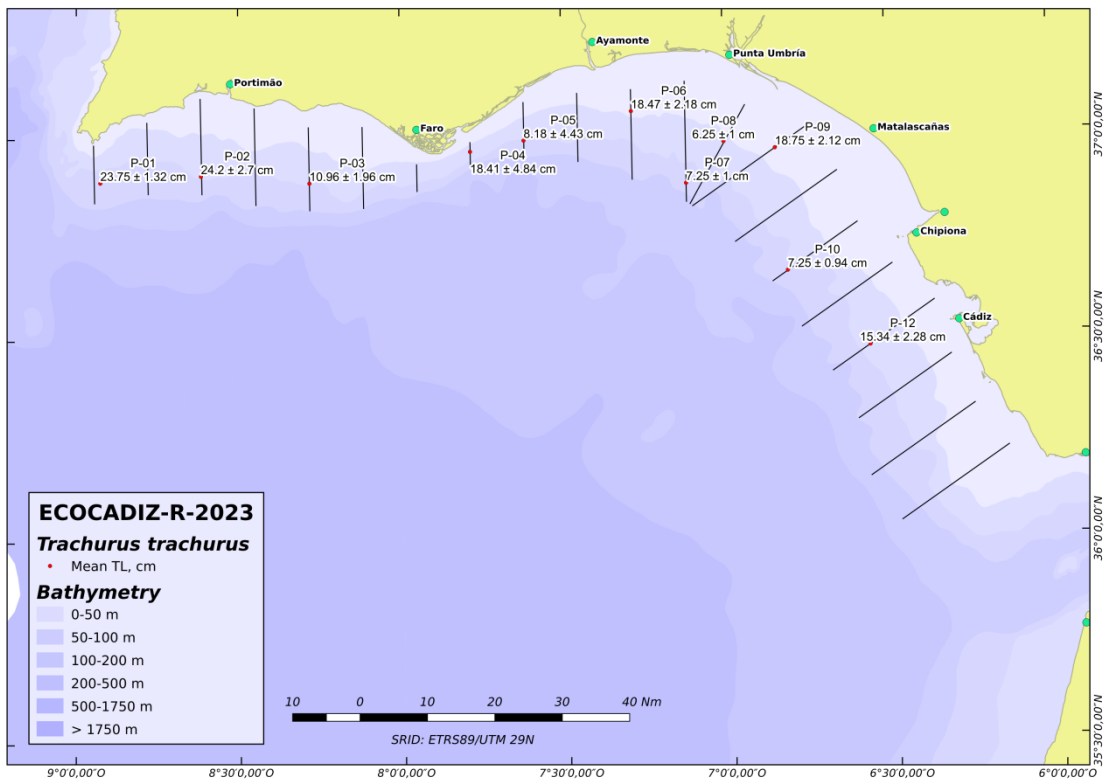 Ayamonte
Punta Umbría
Portimão
P-06
18.47 ± 2.18 cm
Faro
P-05
8.18 ± 4.43 cm
P-08
6.25 ± 1 cm
P-09
18.75 ± 2.12 cm
Matalascañas
P-01
23.75 ± 1.32 cm
P-02
24.2 ± 2.7 cm
P-03
10.96 ± 1.96 cm
P-04
18.41 ± 4.84 cm
P-07
7.25 ± 1 cm
Chipiona
P-10
7.25 ± 0.94 cm
Cádiz
P-12
15.34 ± 2.28 cm
37°0'0,00"N
36°30'0,00"N
36°0'0,00"N
35°30'0,00"N
ECOCADIZ-R-2023
Trachurus trachurus
Mean TL, cm
Bathymetry
0-50 m
50-100 m
100-200 m
200-500 m
500-1750 m
> 1750 m
10 0 10 20 30 40 Nm
SRID: ETRS89/UTM 29N
9°0'0,00"O 8°30'0,00"O 8°0'0,00"O 7°30'0,00"O 7°0'0,00"O 6°30'0,00"O 6°0'0,00"O